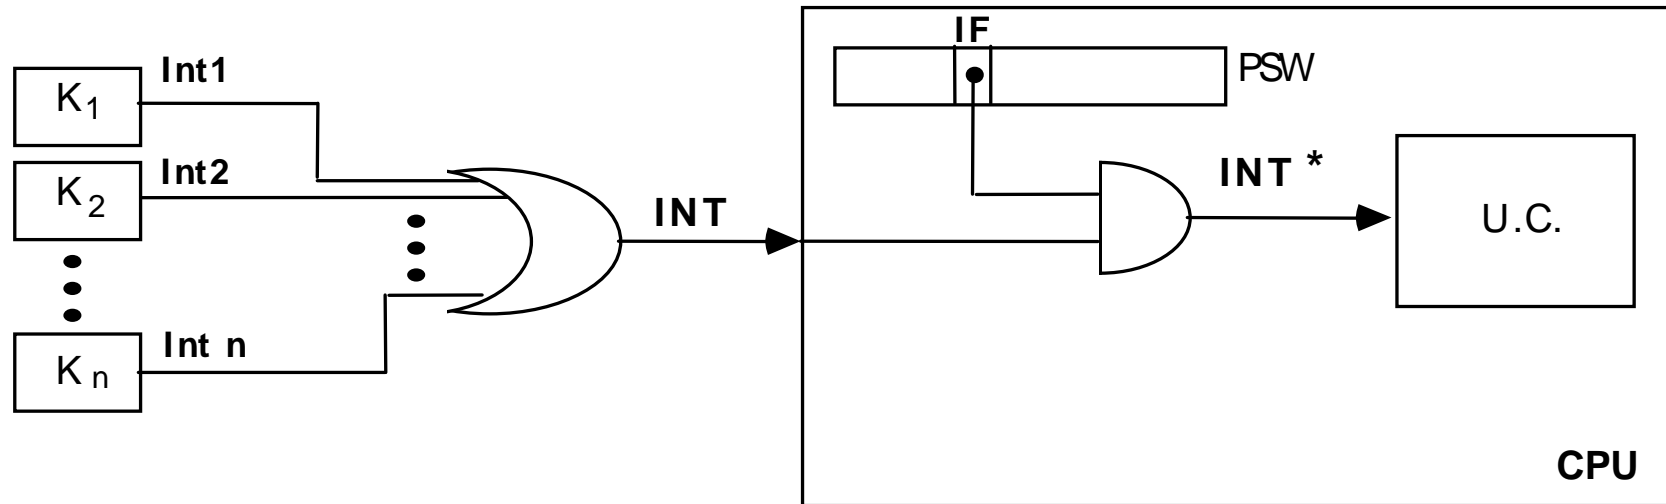 K1
Int1
K2
Int2
Kn
Int n
INT
IF
PSW
INT *
U.C.
CPU